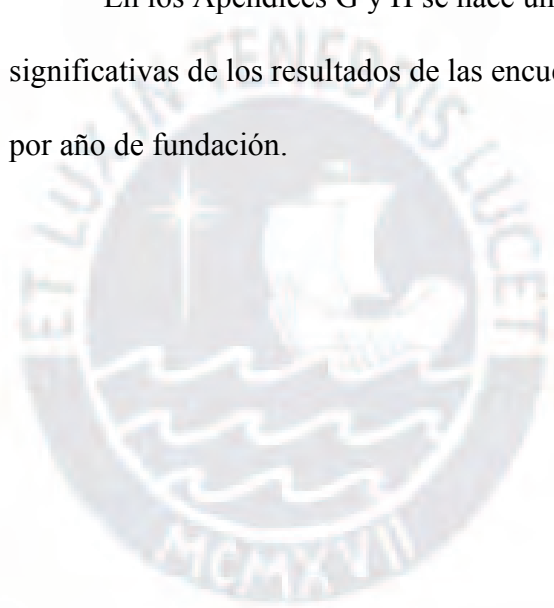 En los Apéndices G y H se hace un
significativas de los resultados de las encue
por año de fundación.
ET LUX IN TENEBRIS LUCET
MCMXVII